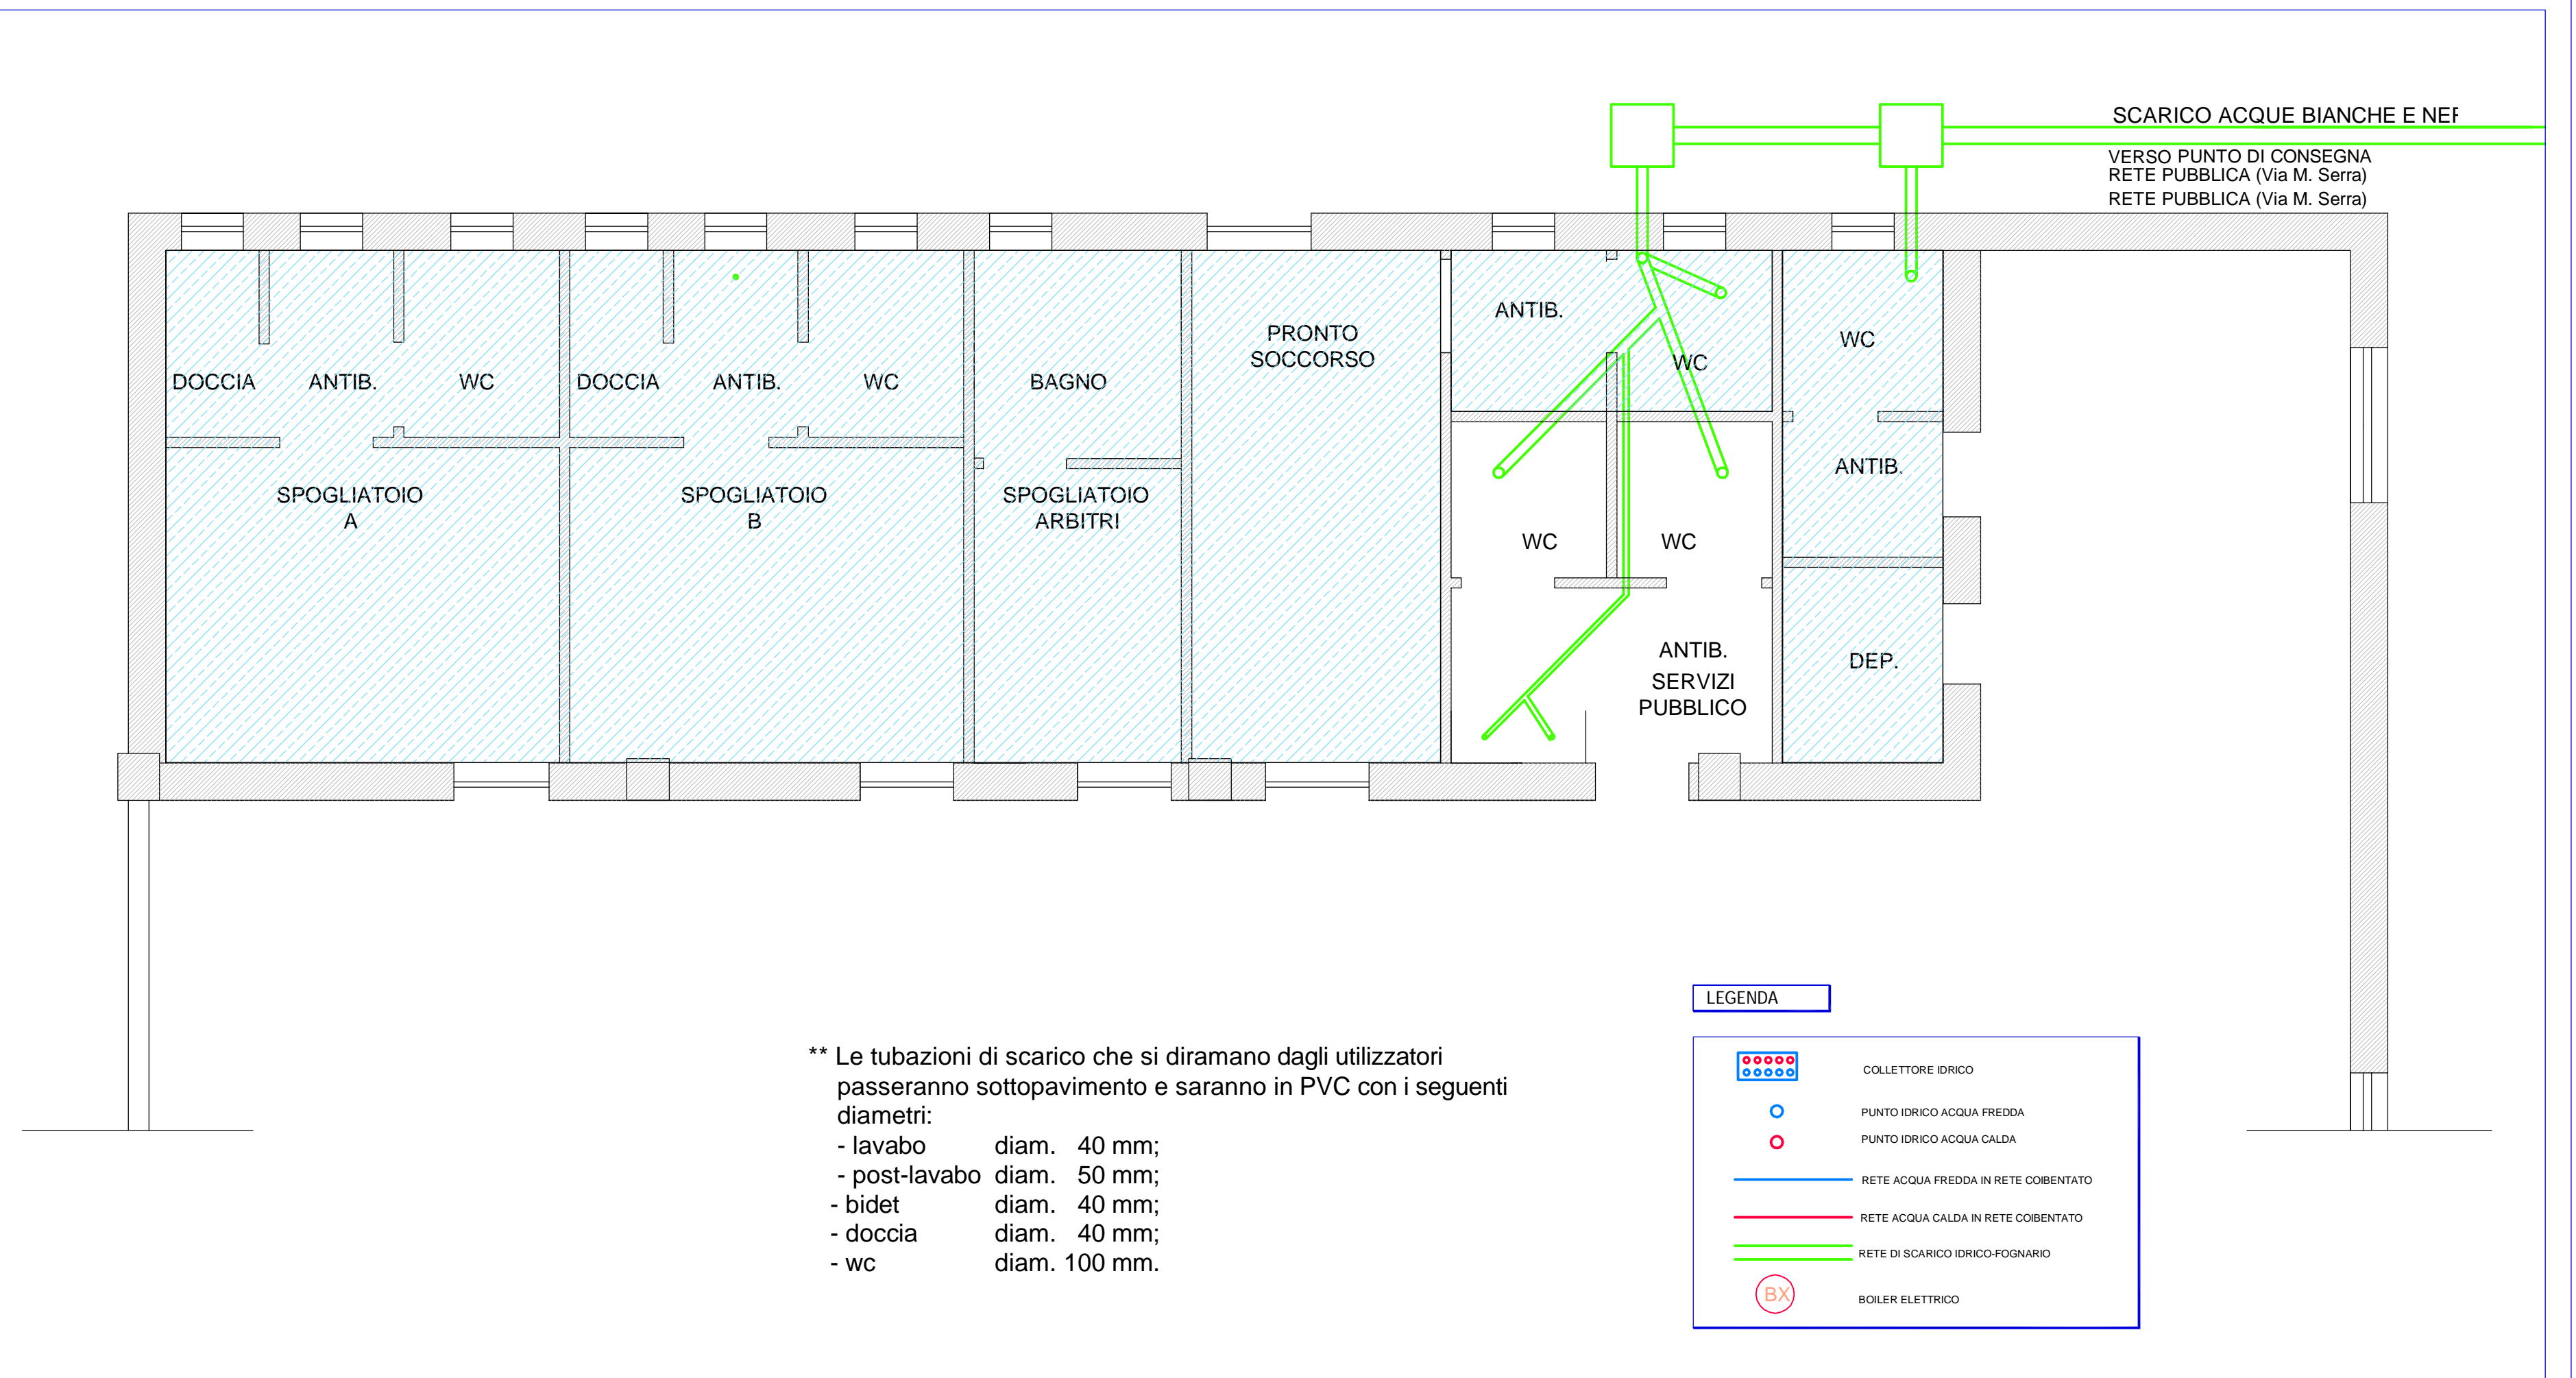 SCARICO ACQUE BIANCHE E NE
VERSO PUNTO DI CONSEGNA
RETE PUBBLICA (Via M. Serra)
RETE PUBBLICA (Via M. Serra)
ANTIB.
PRONTO
SOCCORSO
WC
WC
DOCCIA
ANTIB.
WC
DOCCIA
ANTIB.
WC
BAGNO
ANTIB.
SPOGLIATOIO
A
SPOGLIATOIO
B
SPOGLIATOIO
ARBITRI
WC
WC
ANTIB.
SERVIZI
PUBBLICO
DEP.
LEGENDA
** Le tubazioni di scarico che si diramano dagli utilizzatori
passeranno sottopavimento e saranno in PVC con i seguenti
diametri:
- lavabo diam. 40 mm;
- post-lavabo diam. 50 mm;
- bidet diam. 40 mm;
- doccia diam. 40 mm;
- wc diam. 100 mm.
COLLETTORE IDRICO
PUNTO IDRICO ACQUA FREDDA
PUNTO IDRICO ACQUA CALDA
RETE ACQUA FREDDA IN RETE COIBENTATO
RETE ACQUA CALDA IN RETE COIBENTATO
RETE DI SCARICO IDRICO-FOGNARIO
BX
BOILER ELETTRICO